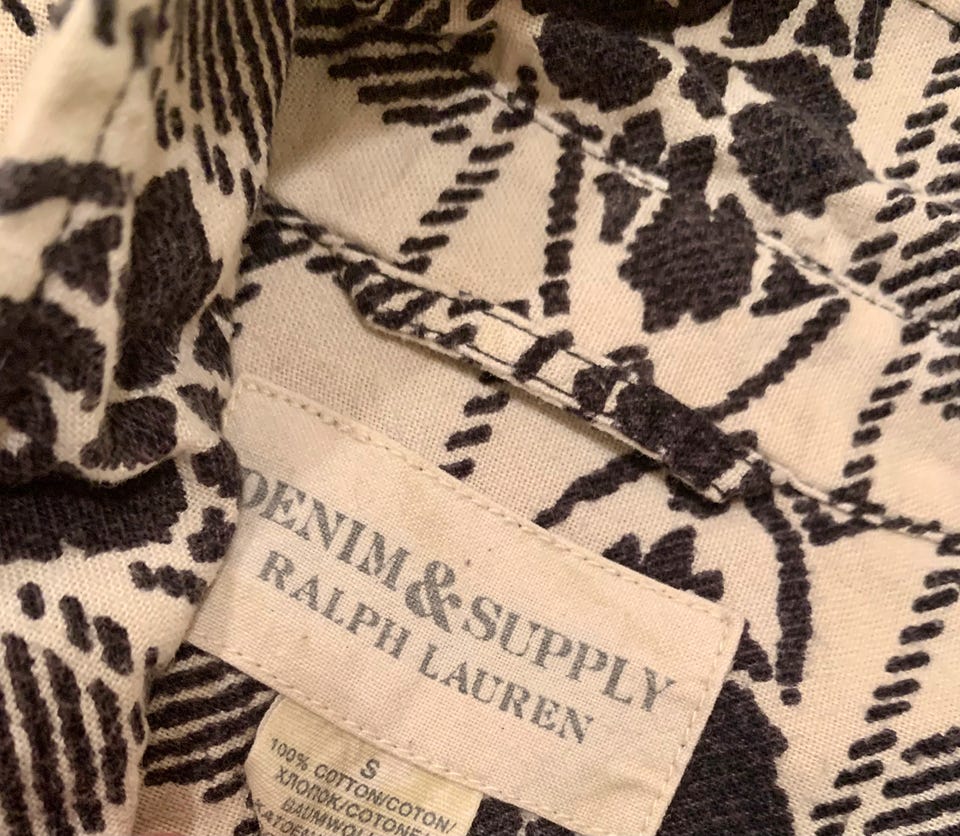 DENIM & SUPPLY
RALPH LAUREN
S
100% COTTON/COTON/
ХЛОПОК/COTONE